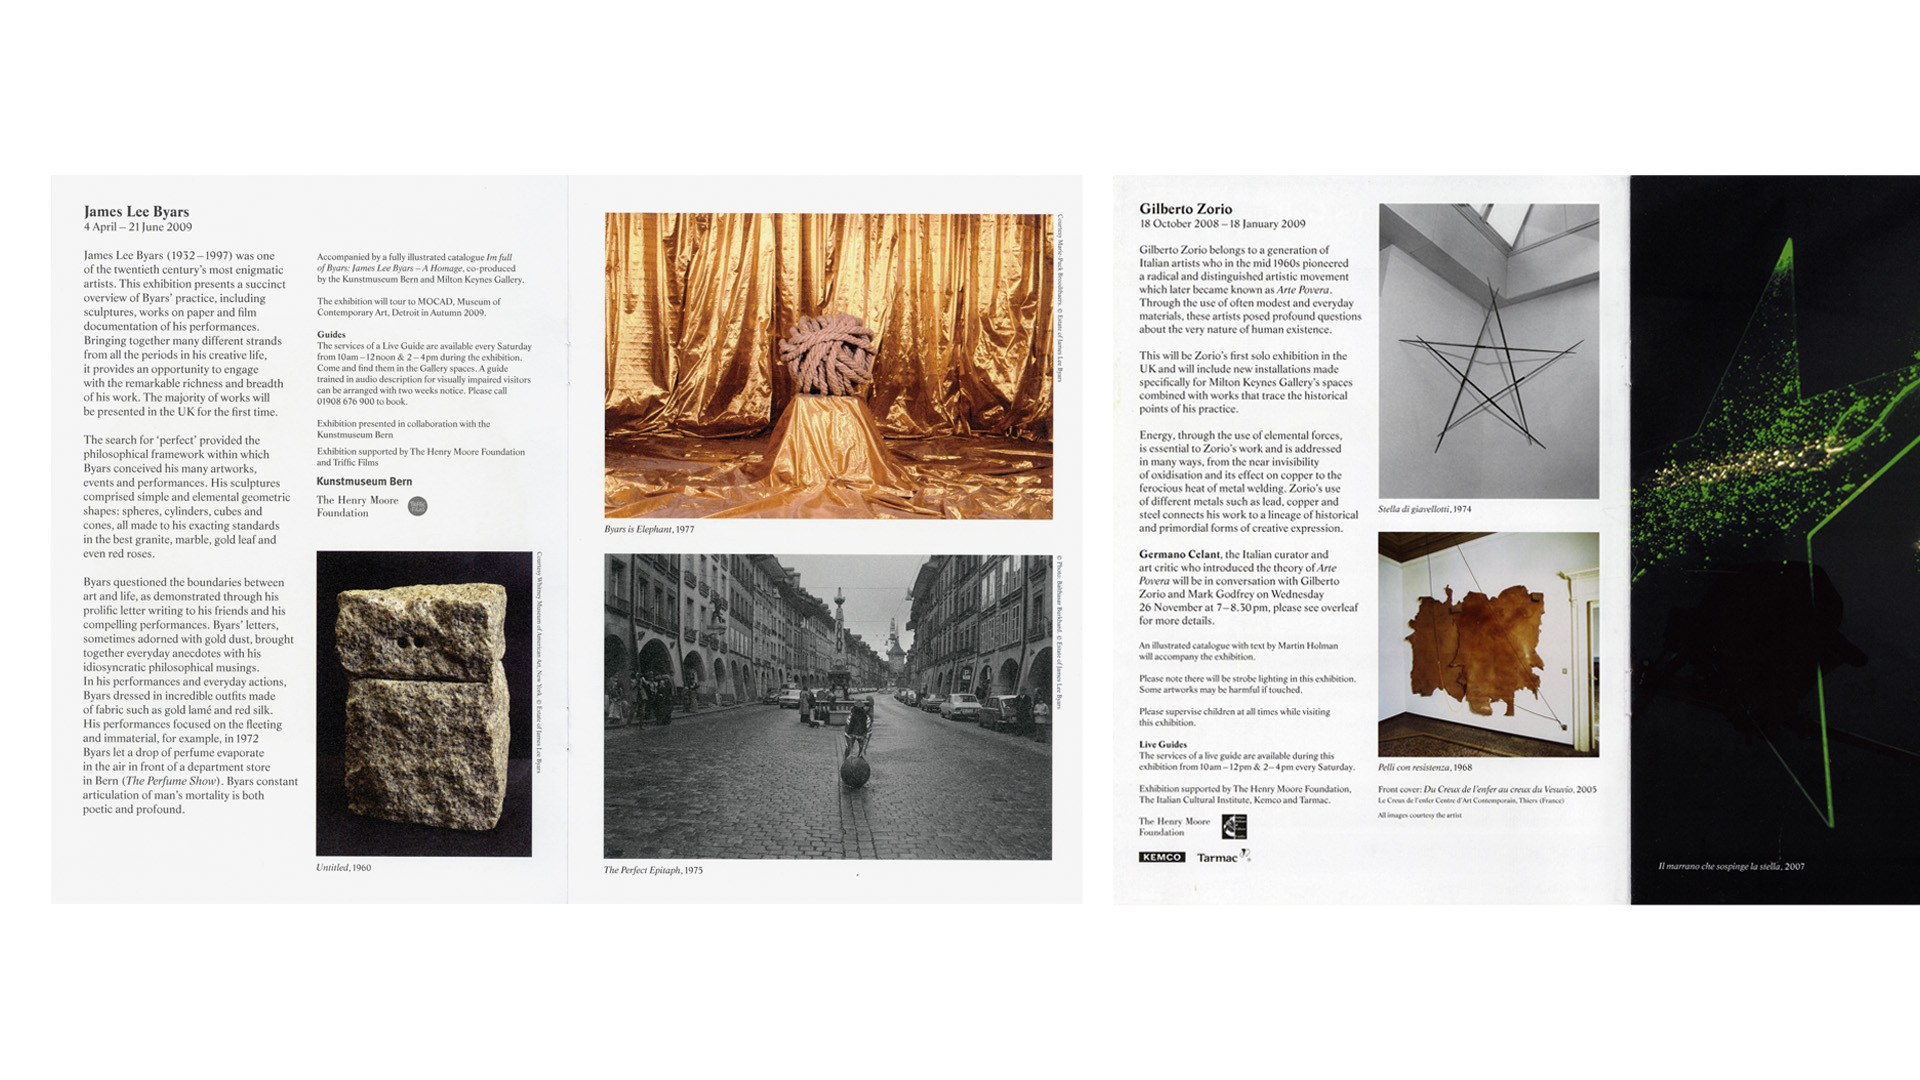 James Lee Byars
4 April – 21 June 2009
James Lee Byars (1932 – 1997) was one
of the twentieth century's most enigmatic
artists. This exhibition presents a succinct
overview of Byars' practice, including
sculptures, works on paper and film
documentation of his performances.
Bringing together many different strands
from all the periods in his creative life,
it provides an opportunity to engage
with the remarkable richness and breadth
of his work. The majority of works will
be presented in the UK for the first time.
The search for 'perfect' provided the
philosophical framework within which
Byars conceived his many artworks,
events and performances. His sculptures
comprised simple and elemental geometric
shapes: spheres, cylinders, cubes and
cones, all made to his exacting standards
in the best granite, marble, gold leaf and
even red roses.
Byars questioned the boundaries between
art and life, as demonstrated through his
prolific letter writing to his friends and his
compelling performances. Byars' letters,
sometimes adorned with gold dust, brought
together everyday anecdotes with his
idiosyncratic philosophical musings.
In his performances and everyday actions,
Byars dressed in incredible outfits made
of fabric such as gold lamé and red silk.
His performances focused on the fleeting
and immaterial, for example, in 1972
Byars let a drop of perfume evaporate
in the air in front of a department store
in Bern (The Perfume Show). Byars constant
articulation of man's mortality is both
poetic and profound.
Accompanied by a fully illustrated catalogue Im full
of Byars: James Lee Byars – A Homage, co-produced
by the Kunstmuseum Bern and Milton Keynes Gallery.
The exhibition will tour to MOCAD, Museum of
Contemporary Art, Detroit in Autumn 2009.
Guides
The services of a Live Guide are available every Saturday
from 10am – 12noon & 2 – 4pm during the exhibition.
Come and find them in the Gallery spaces. A guide
trained in audio description for visually impaired visitors
can be arranged with two weeks notice. Please call
01908 676 900 to book.
Exhibition presented in collaboration with the
Kunstmuseum Bern
Exhibition supported by The Henry Moore Foundation
and Triffic Films
Kunstmuseum Bern
The Henry Moore
Foundation
Courtesy Whitney Museum of American Art, New York. © Estate of James Lee Byars
Untitled, 1960
Courtesy Marie-Puck Broodthaers. © Estate of James Lee Byars
Byars is Elephant, 1977
© Photo: Balthasar Burkhard. © Estate of James Lee Byars
The Perfect Epitaph, 1975
Gilberto Zorio
18 October 2008 – 18 January 2009
Gilberto Zorio belongs to a generation of
Italian artists who in the mid 1960s pioneered
a radical and distinguished artistic movement
which later became known as Arte Povera.
Through the use of often modest and everyday
materials, these artists posed profound questions
about the very nature of human existence.
This will be Zorio's first solo exhibition in the
UK and will include new installations made
specifically for Milton Keynes Gallery's spaces
combined with works that trace the historical
points of his practice.
Energy, through the use of elemental forces,
is essential to Zorio's work and is addressed
in many ways, from the near invisibility
of oxidisation and its effect on copper to the
ferocious heat of metal welding. Zorio's use
of different metals such as lead, copper and
steel connects his work to a lineage of historical
and primordial forms of creative expression.
Germano Celant, the Italian curator and
art critic who introduced the theory of Arte
Povera will be in conversation with Gilberto
Zorio and Mark Godfrey on Wednesday
26 November at 7 – 8.30pm, please see overleaf
for more details.
An illustrated catalogue with text by Martin Holman
will accompany the exhibition.
Please note there will be strobe lighting in this exhibition.
Some artworks may be harmful if touched.
Please supervise children at all times while visiting
this exhibition.
Live Guides
The services of a live guide are available during this
exhibition from 10am – 12pm & 2 – 4pm every Saturday.
Exhibition supported by The Henry Moore Foundation,
The Italian Cultural Institute, Kemco and Tarmac.
The Henry Moore
Foundation
KEMCO Tarmac
Stella di giavellotti, 1974
Pelli con resistenza, 1968
Front cover: Du Creux de l'enfer au creux du Vesuvio, 2005
Le Creux de l'enfer Centre d'Art Contemporain, Thiers (France)
All images courtesy the artist
Il marrano che sospinge la stella, 2007